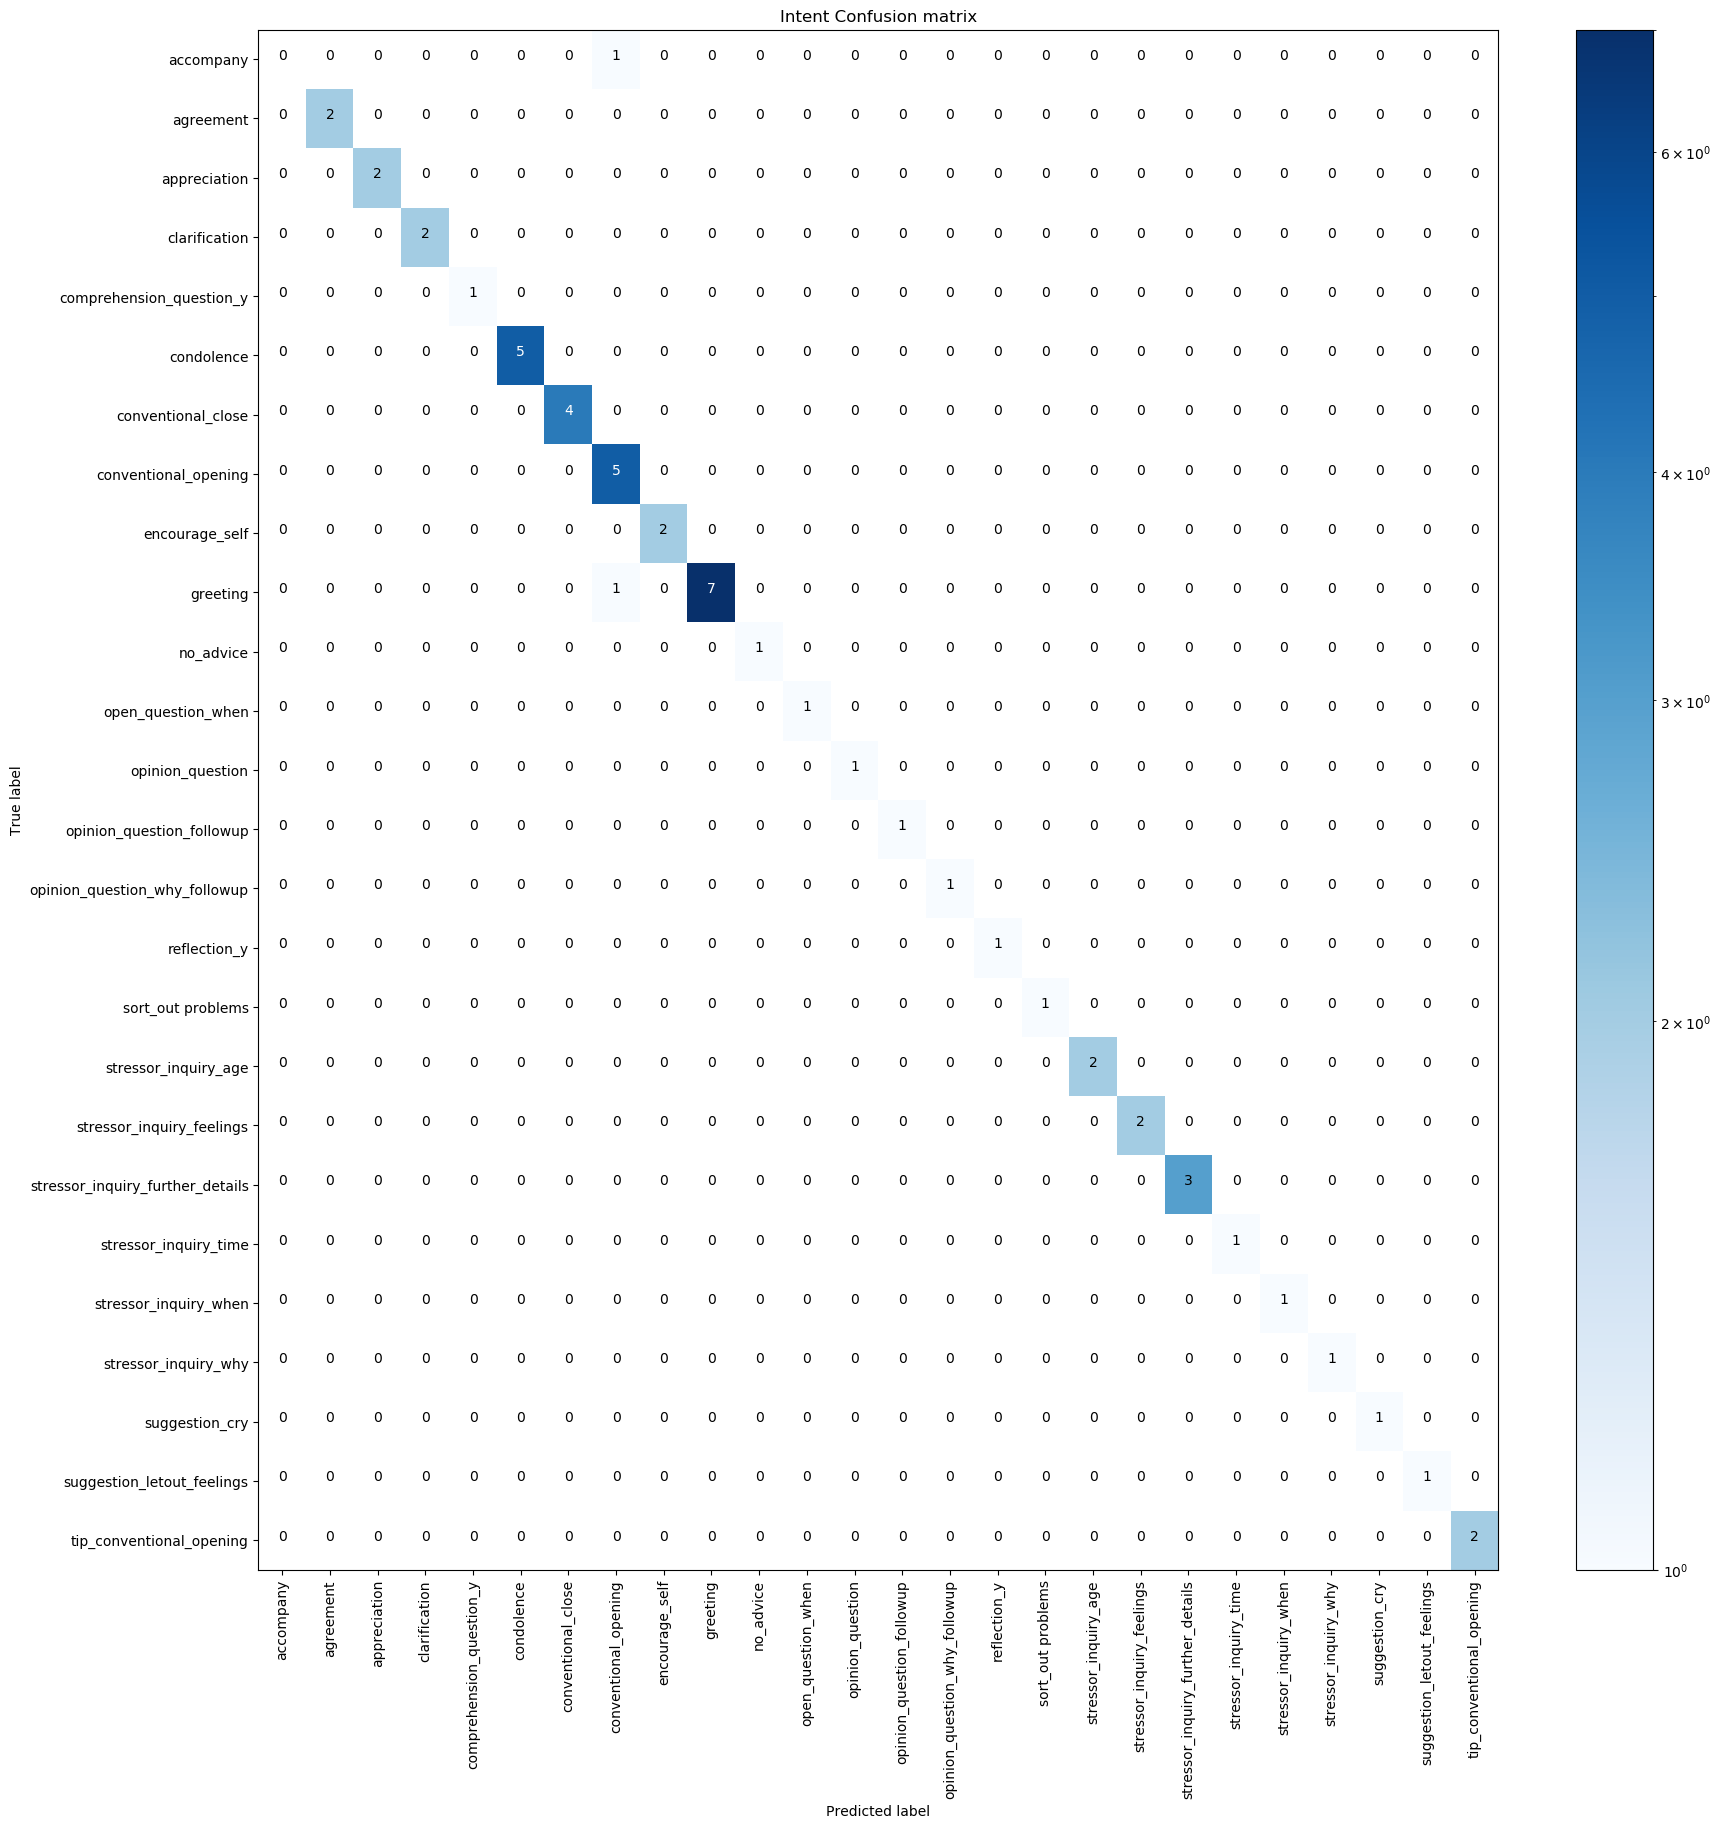 Intent Confusion matrix
accompany 0 0 0 0 0 0 0 1 0 0 0 0 0 0 0 0 0 0 0 0 0 0 0 0 0 0
agreement 0 2 0 0 0 0 0 0 0 0 0 0 0 0 0 0 0 0 0 0 0 0 0 0 0 0
appreciation 0 0 2 0 0 0 0 0 0 0 0 0 0 0 0 0 0 0 0 0 0 0 0 0 0 0
clarification 0 0 0 2 0 0 0 0 0 0 0 0 0 0 0 0 0 0 0 0 0 0 0 0 0 0
comprehension_question_y 0 0 0 0 1 0 0 0 0 0 0 0 0 0 0 0 0 0 0 0 0 0 0 0 0 0
condolence 0 0 0 0 0 5 0 0 0 0 0 0 0 0 0 0 0 0 0 0 0 0 0 0 0 0
conventional_close 0 0 0 0 0 0 4 0 0 0 0 0 0 0 0 0 0 0 0 0 0 0 0 0 0 0
conventional_opening 0 0 0 0 0 0 0 5 0 0 0 0 0 0 0 0 0 0 0 0 0 0 0 0 0 0
encourage_self 0 0 0 0 0 0 0 0 2 0 0 0 0 0 0 0 0 0 0 0 0 0 0 0 0 0
greeting 0 0 0 0 0 0 0 1 0 7 0 0 0 0 0 0 0 0 0 0 0 0 0 0 0 0
no_advice 0 0 0 0 0 0 0 0 0 0 1 0 0 0 0 0 0 0 0 0 0 0 0 0 0 0
open_question_when 0 0 0 0 0 0 0 0 0 0 0 1 0 0 0 0 0 0 0 0 0 0 0 0 0 0
opinion_question 0 0 0 0 0 0 0 0 0 0 0 0 1 0 0 0 0 0 0 0 0 0 0 0 0 0
opinion_question_followup 0 0 0 0 0 0 0 0 0 0 0 0 0 1 0 0 0 0 0 0 0 0 0 0 0 0
opinion_question_why_followup 0 0 0 0 0 0 0 0 0 0 0 0 0 0 1 0 0 0 0 0 0 0 0 0 0 0
reflection_y 0 0 0 0 0 0 0 0 0 0 0 0 0 0 0 1 0 0 0 0 0 0 0 0 0 0
sort_out problems 0 0 0 0 0 0 0 0 0 0 0 0 0 0 0 0 1 0 0 0 0 0 0 0 0 0
stressor_inquiry_age 0 0 0 0 0 0 0 0 0 0 0 0 0 0 0 0 0 2 0 0 0 0 0 0 0 0
stressor_inquiry_feelings 0 0 0 0 0 0 0 0 0 0 0 0 0 0 0 0 0 0 2 0 0 0 0 0 0 0
stressor_inquiry_further_details 0 0 0 0 0 0 0 0 0 0 0 0 0 0 0 0 0 0 0 3 0 0 0 0 0 0
stressor_inquiry_time 0 0 0 0 0 0 0 0 0 0 0 0 0 0 0 0 0 0 0 0 1 0 0 0 0 0
stressor_inquiry_when 0 0 0 0 0 0 0 0 0 0 0 0 0 0 0 0 0 0 0 0 0 1 0 0 0 0
stressor_inquiry_why 0 0 0 0 0 0 0 0 0 0 0 0 0 0 0 0 0 0 0 0 0 0 1 0 0 0
suggestion_cry 0 0 0 0 0 0 0 0 0 0 0 0 0 0 0 0 0 0 0 0 0 0 0 1 0 0
suggestion_letout_feelings 0 0 0 0 0 0 0 0 0 0 0 0 0 0 0 0 0 0 0 0 0 0 0 0 1 0
tip_conventional_opening 0 0 0 0 0 0 0 0 0 0 0 0 0 0 0 0 0 0 0 0 0 0 0 0 0 2
True label
accompany
agreement
appreciation
clarification
comprehension_question_y
condolence
conventional_close
conventional_opening
encourage_self
greeting
no_advice
open_question_when
opinion_question
opinion_question_followup
opinion_question_why_followup
reflection_y
sort_out problems
stressor_inquiry_age
stressor_inquiry_feelings
stressor_inquiry_further_details
stressor_inquiry_time
stressor_inquiry_when
stressor_inquiry_why
suggestion_cry
suggestion_letout_feelings
tip_conventional_opening
Predicted label
6 × 10⁰
4 × 10⁰
3 × 10⁰
2 × 10⁰
10⁰